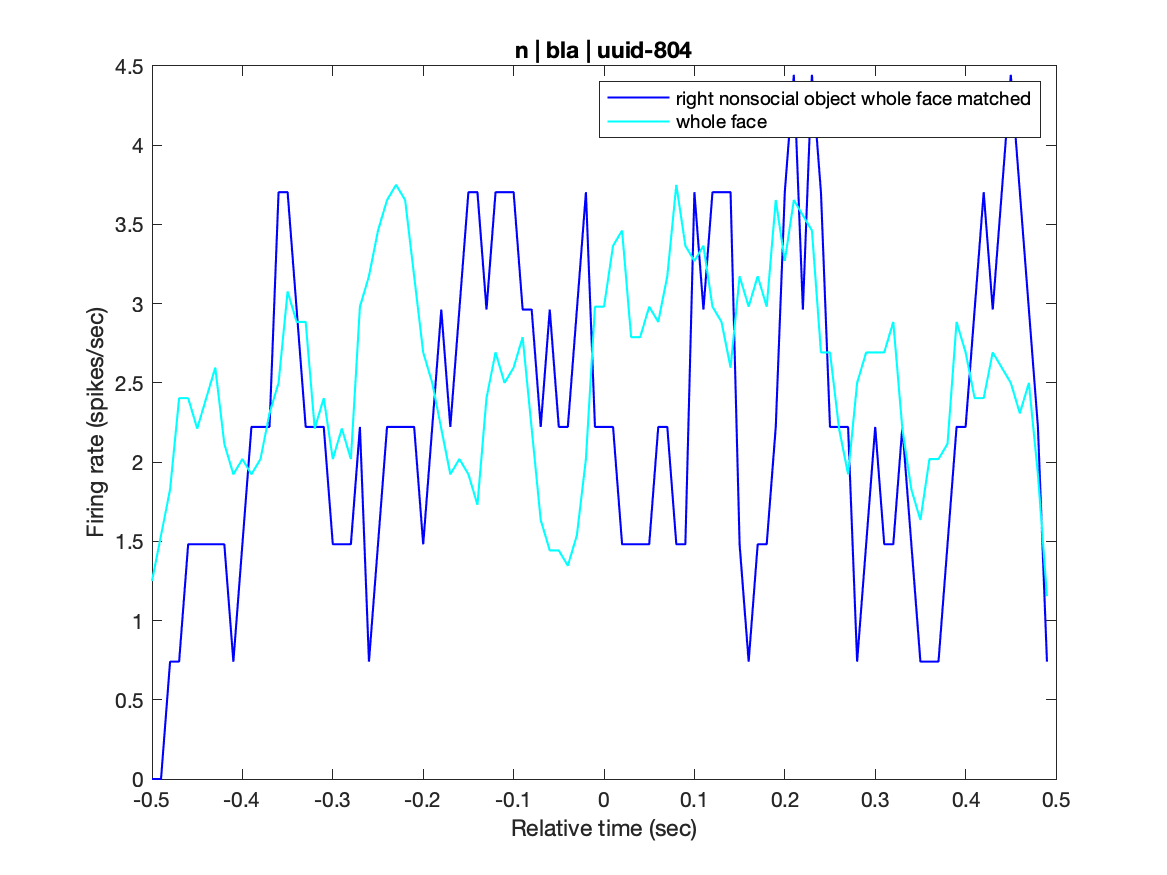 n | bla | uuid-804
4.5
4
3.5
3
2.5
2
1.5
1
0.5
0
Firing rate (spikes/sec)
right nonsocial object whole face matched
whole face
-0.5 -0.4 -0.3 -0.2 -0.1 0 0.1 0.2 0.3 0.4 0.5
Relative time (sec)